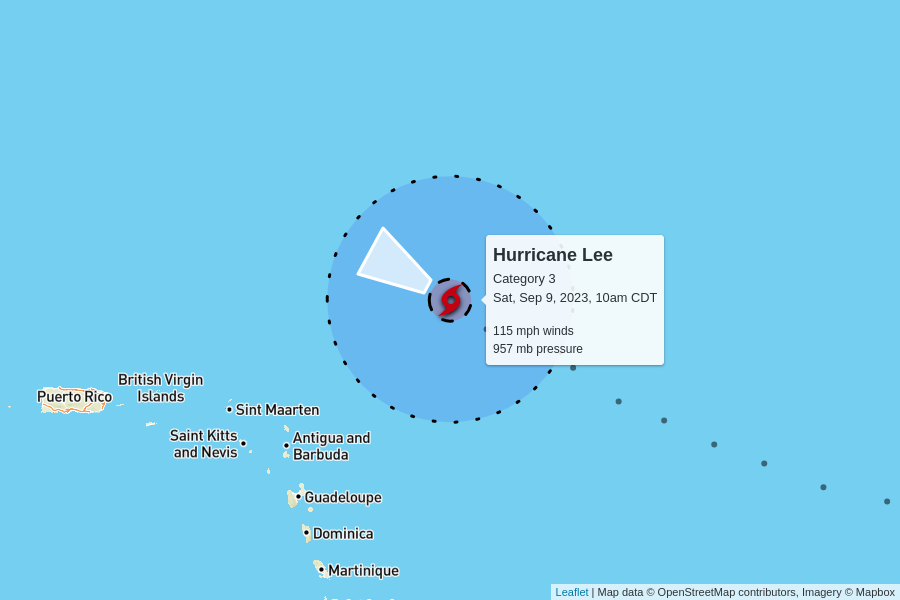 Hurricane Lee
Category 3
Sat, Sep 9, 2023, 10am CDT
115 mph winds
957 mb pressure
British Virgin
Islands
Puerto Rico
Sint Maarten
Saint Kitts
and Nevis
Antigua and
Barbuda
Guadeloupe
Dominica
Martinique
Leaflet | Map data © OpenStreetMap contributors, Imagery © Mapbox